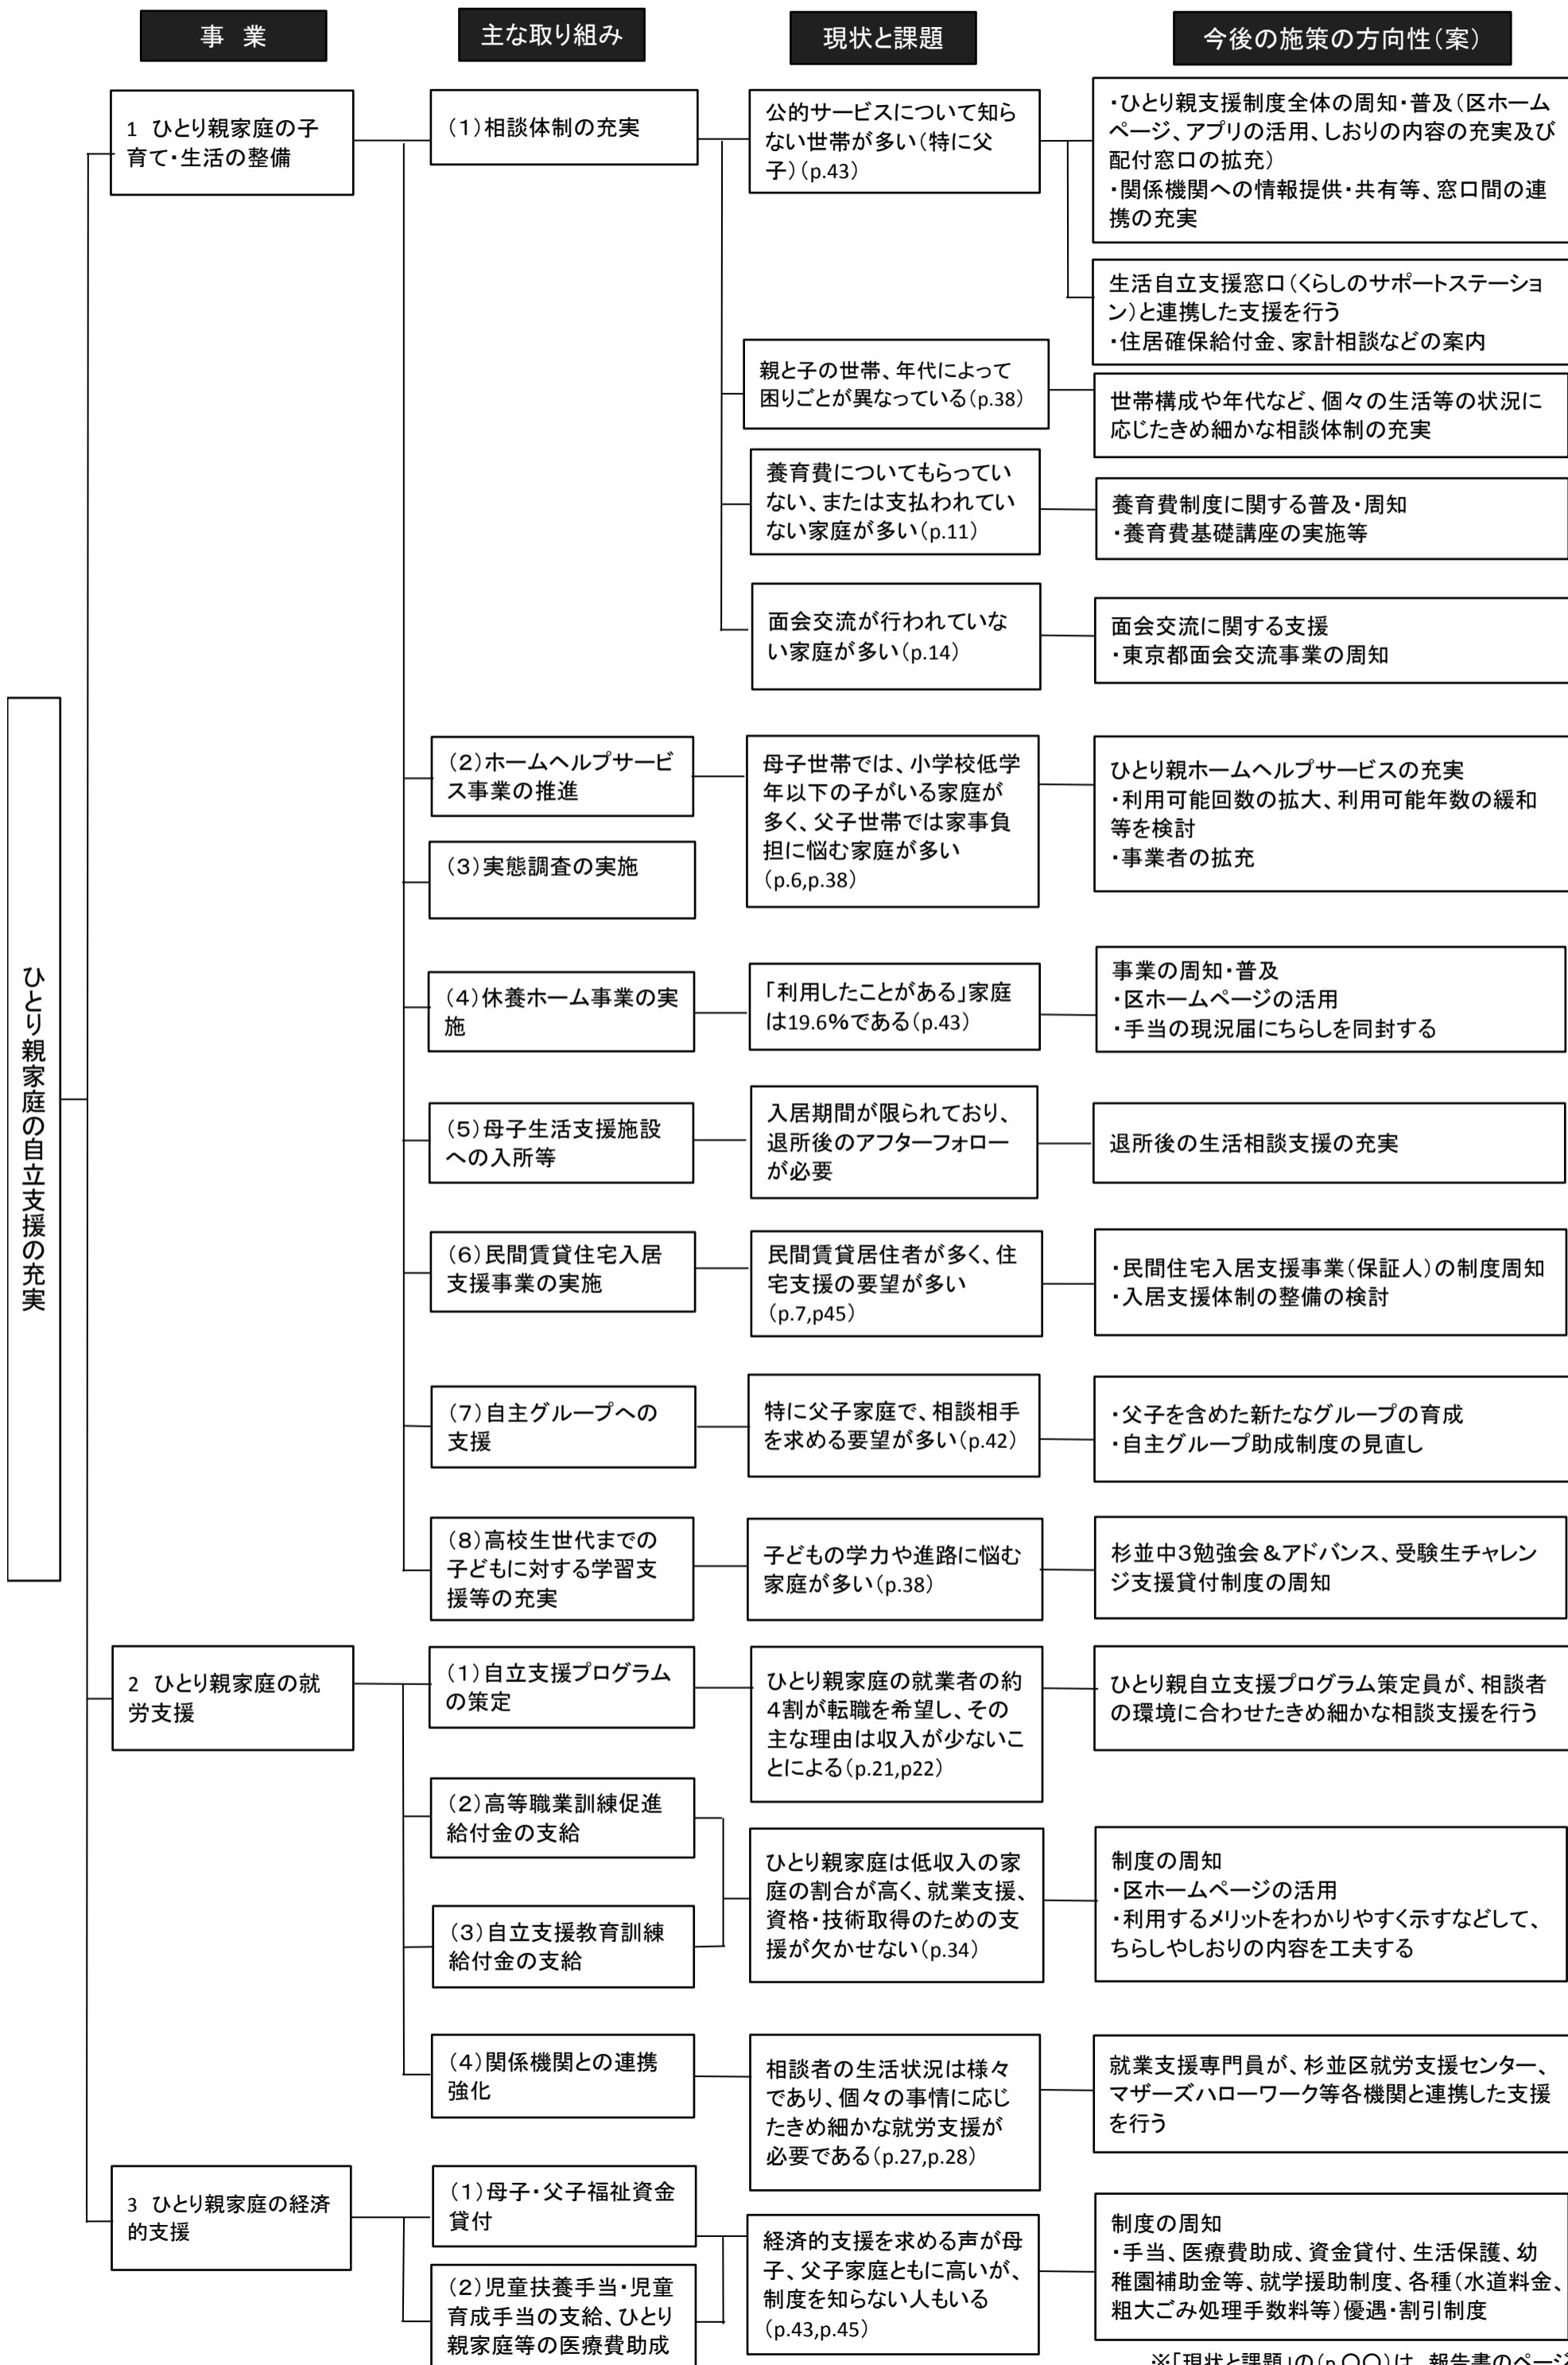 事 業
主な取り組み
現状と課題
今後の施策の方向性(案)
ひとり親家庭の自立支援の充実
1 ひとり親家庭の子
育て・生活の整備
(1)相談体制の充実
公的サービスについて知ら
ない世帯が多い(特に父
子)(p.43)
・ひとり親支援制度全体の周知・普及(区ホーム
ページ、アプリの活用、しおりの内容の充実及び
配付窓口の拡充)
・関係機関への情報提供・共有等、窓口間の連
携の充実
生活自立支援窓口(くらしのサポートステーショ
ン)と連携した支援を行う
・住居確保給付金、家計相談などの案内
親と子の世帯、年代によって
困りごとが異なっている(p.38)
世帯構成や年代など、個々の生活等の状況に
応じたきめ細かな相談体制の充実
養育費についてもらってい
ない、または支払われてい
ない家庭が多い(p.11)
養育費制度に関する普及・周知
・養育費基礎講座の実施等
面会交流が行われていな
い家庭が多い(p.14)
面会交流に関する支援
・東京都面会交流事業の周知
(2)ホームヘルプサービ
ス事業の推進
母子世帯では、小学校低学
年以下の子がいる家庭が
多く、父子世帯では家事負
担に悩む家庭が多い
(p.6,p.38)
ひとり親ホームヘルプサービスの充実
・利用可能回数の拡大、利用可能年数の緩和
等を検討
・事業者の拡充
(3)実態調査の実施
(4)休養ホーム事業の実
施
「利用したことがある」家庭
は19.6%である(p.43)
事業の周知・普及
・区ホームページの活用
・手当の現況届にちらしを同封する
(5)母子生活支援施設
への入所等
入居期間が限られており、
退所後のアフターフォロー
が必要
退所後の生活相談支援の充実
(6)民間賃貸住宅入居
支援事業の実施
民間賃貸居住者が多く、住
宅支援の要望が多い
(p.7,p45)
・民間住宅入居支援事業(保証人)の制度周知
・入居支援体制の整備の検討
(7)自主グループへの
支援
特に父子家庭で、相談相手
を求める要望が多い(p.42)
・父子を含めた新たなグループの育成
・自主グループ助成制度の見直し
(8)高校生世代までの
子どもに対する学習支
援等の充実
子どもの学力や進路に悩む
家庭が多い(p.38)
杉並中3勉強会&アドバンス、受験生チャレン
ジ支援貸付制度の周知
2 ひとり親家庭の就
労支援
(1)自立支援プログラム
の策定
ひとり親家庭の就業者の約
4割が転職を希望し、その
主な理由は収入が少ないこ
とによる(p.21,p22)
ひとり親自立支援プログラム策定員が、相談者
の環境に合わせたきめ細かな相談支援を行う
(2)高等職業訓練促進
給付金の支給
(3)自立支援教育訓練
給付金の支給
ひとり親家庭は低収入の家
庭の割合が高く、就業支援、
資格・技術取得のための支
援が欠かせない(p.34)
制度の周知
・区ホームページの活用
・利用するメリットをわかりやすく示すなどして、
ちらしやしおりの内容を工夫する
(4)関係機関との連携
強化
相談者の生活状況は様々
であり、個々の事情に応じ
たきめ細かな就労支援が
必要である(p.27,p.28)
就業支援専門員が、杉並区就労支援センター、
マザーズハローワーク等各機関と連携した支援
を行う
3 ひとり親家庭の経済
的支援
(1)母子・父子福祉資金
貸付
(2)児童扶養手当・児童
育成手当の支給、ひとり
親家庭等の医療費助成
経済的支援を求める声が母
子、父子家庭ともに高いが、
制度を知らない人もいる
(p.43,p.45)
制度の周知
・手当、医療費助成、資金貸付、生活保護、幼
稚園補助金等、就学援助制度、各種(水道料金、
粗大ごみ処理手数料等)優遇・割引制度
※「現状と課題」の(p.〇〇)は、報告書のページ